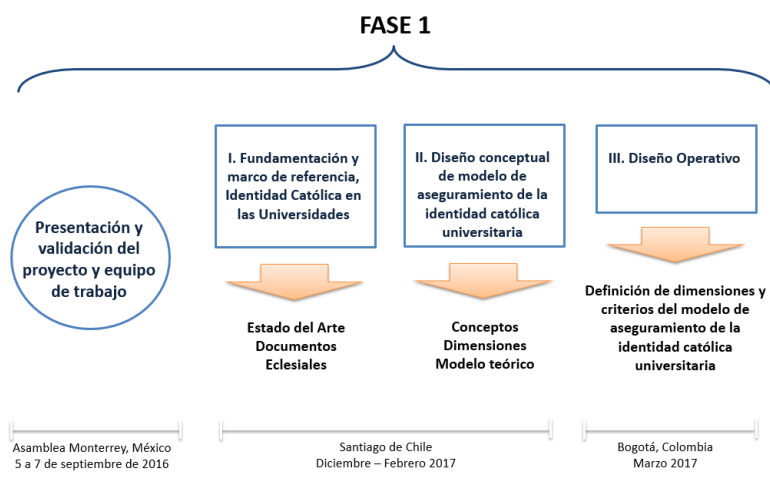 FASE 1
Presentación y
validación del
proyecto y equipo
de trabajo
I. Fundamentación y
marco de referencia,
Identidad Católica en
las Universidades
Estado del Arte
Documentos
Eclesiales
II. Diseño conceptual
de modelo de
aseguramiento de la
identidad católica
universitaria
Conceptos
Dimensiones
Modelo teórico
III. Diseño Operativo
Definición de dimensiones y
criterios del modelo de
aseguramiento de la
identidad católica
universitaria
Asamblea Monterrey, México
5 a 7 de septiembre de 2016
Santiago de Chile
Diciembre – Febrero 2017
Bogotá, Colombia
Marzo 2017